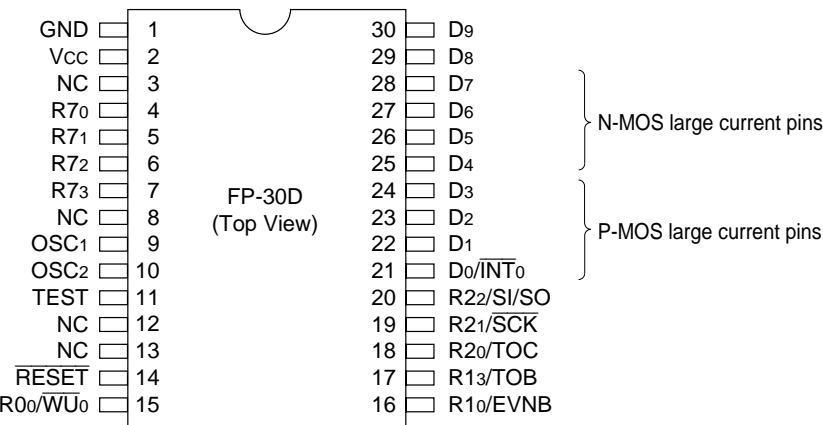 GND 1 30 D9
VCC 2 29 D8
NC 3 28 D7
R70 4 27 D6
R71 5 26 D5
R72 6 25 D4
R73 7 24 D3
NC 8 23 D2
OSC1 9 22 D1
OSC2 10 21 D0/INT0
TEST 11 20 R22/SI/SO
NC 12 19 R21/SCK
NC 13 18 R20/TOC
RESET 14 17 R13/TOB
R00/WU0 15 16 R10/EVNB
FP-30D
(Top View)
N-MOS large current pins
P-MOS large current pins